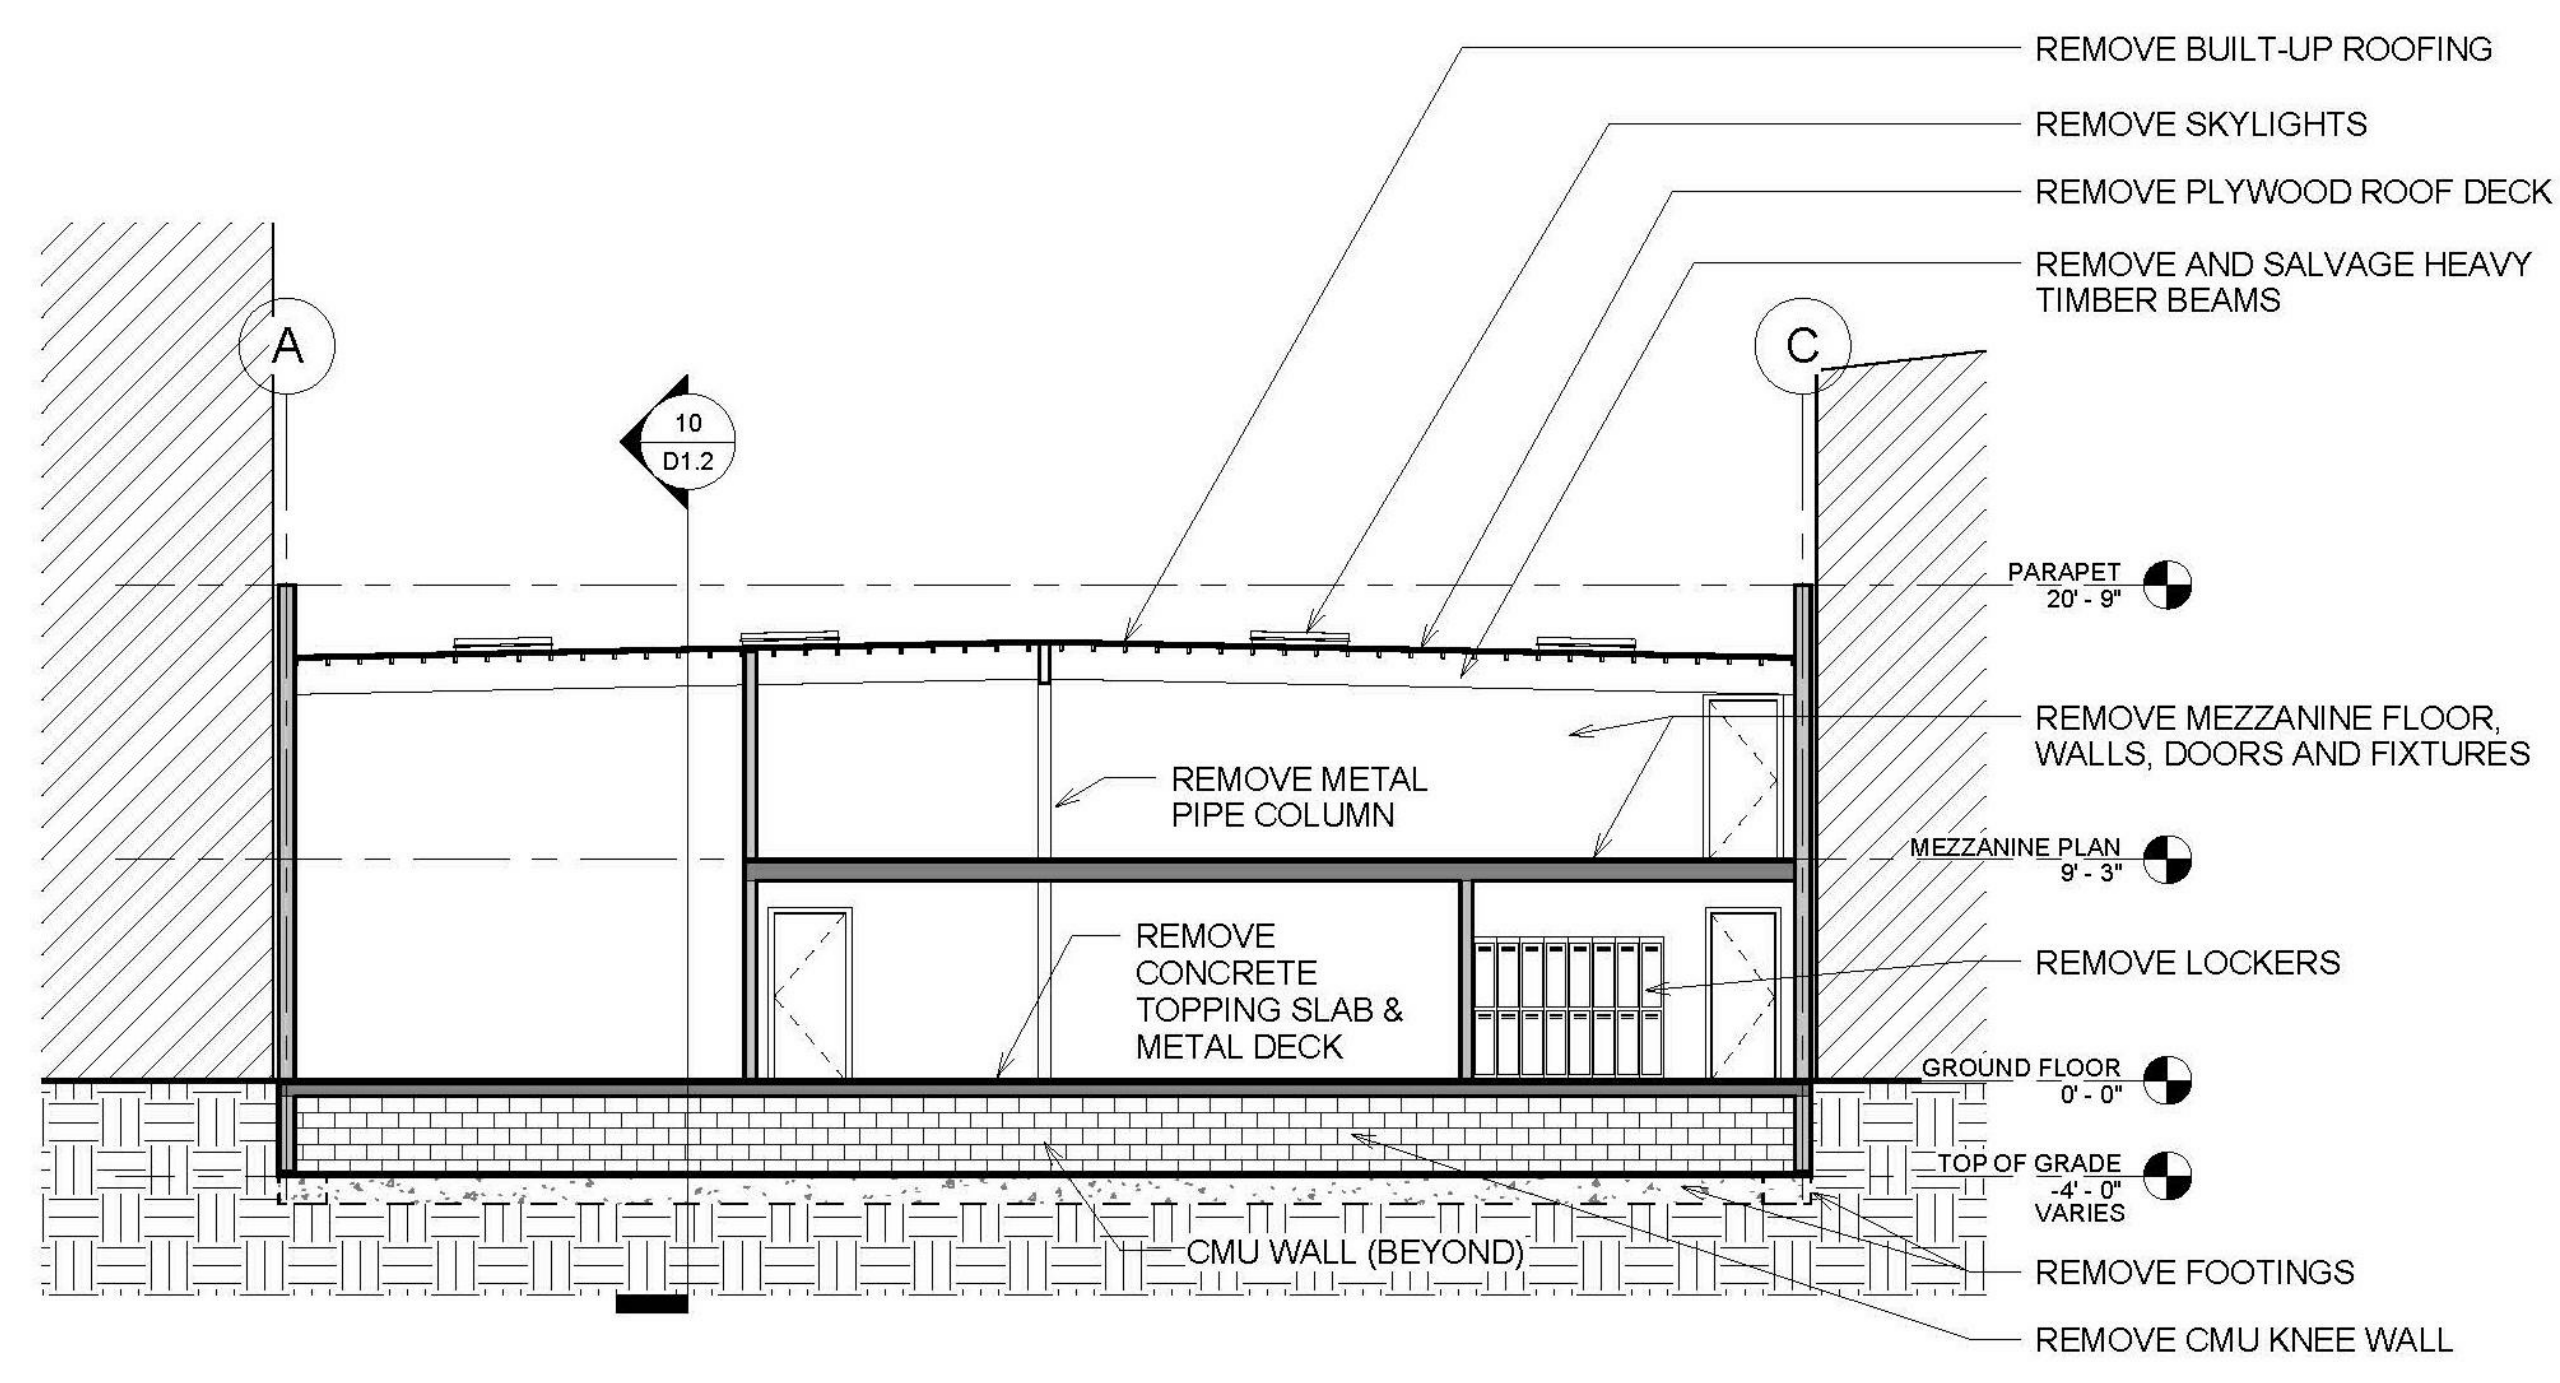 REMOVE BUILT-UP ROOFING
REMOVE SKYLIGHTS
REMOVE PLYWOOD ROOF DECK
REMOVE AND SALVAGE HEAVY
TIMBER BEAMS
A
C
10
D1.2
PARAPET
20' - 9"
REMOVE MEZZANINE FLOOR,
WALLS, DOORS AND FIXTURES
REMOVE METAL
PIPE COLUMN
MEZZANINE PLAN
9' - 3"
REMOVE
CONCRETE
TOPPING SLAB &
METAL DECK
REMOVE LOCKERS
GROUND FLOOR
0' - 0"
TOP OF GRADE
-4' - 0"
VARIES
CMU WALL (BEYOND)
REMOVE FOOTINGS
REMOVE CMU KNEE WALL